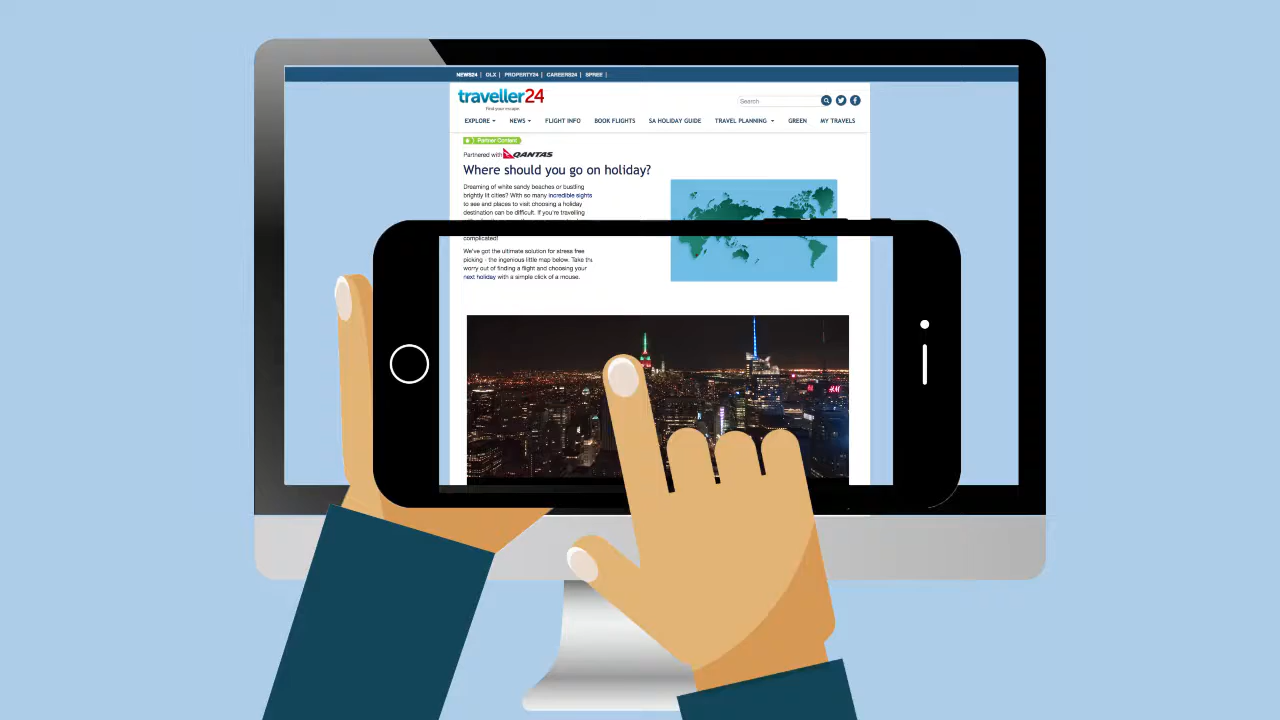 NEWS24 | OLX | PROPERTY24 | CAREERS24 | SPREE |
traveller24
find your escape
Search
EXPLORE NEWS FLIGHT INFO BOOK FLIGHTS SA HOLIDAY GUIDE TRAVEL PLANNING GREEN MY TRAVELS
Partner Content
Partnered with QANTAS
Where should you go on holiday?
Dreaming of white sandy beaches or bustling
brightly lit cities? With so many incredible sights
to see and places to visit choosing a holiday
destination can be difficult. If you're travelling
complicated!
We've got the ultimate solution for stress free
picking - the ingenious little map below. Take the
worry out of finding a flight and choosing your
next holiday with a simple click of a mouse.
H&M